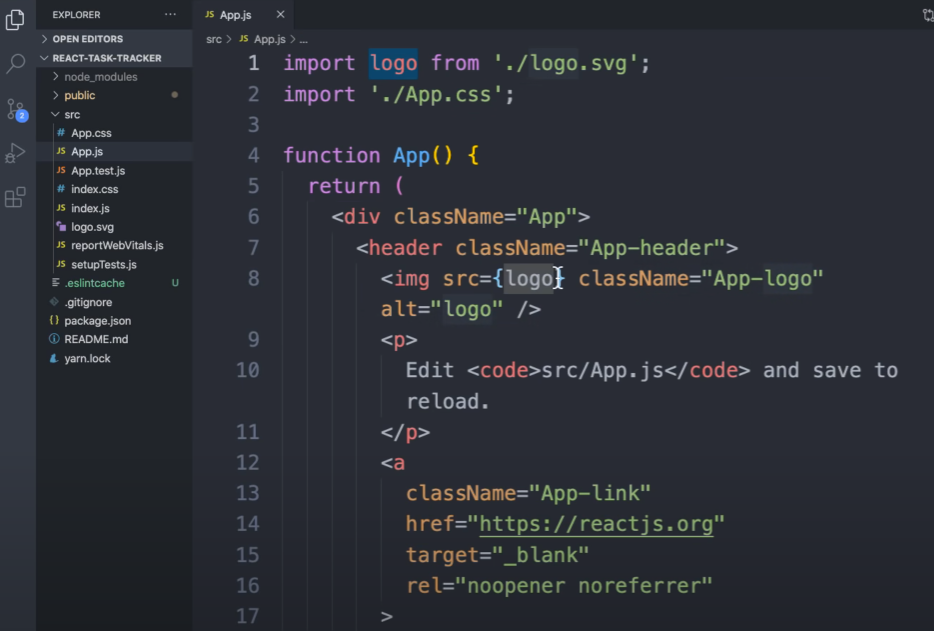 EXPLORER
OPEN EDITORS
REACT-TASK-TRACKER
node_modules
public
src
# App.css
JS App.js
JS App.test.js
# index.css
JS index.js
logo.svg
JS reportWebVitals.js
JS setupTests.js
.eslintcache U
.gitignore
{} package.json
README.md
yarn.lock
2
JS App.js ×
src > JS App.js > ...
1 import logo from './logo.svg';
2 import './App.css';
3
4 function App() {
5 return (
6 <div className="App">
7 <header className="App-header">
8 <img src={logo} className="App-logo"
alt="logo" />
9 <p>
10 Edit <code>src/App.js</code> and save to
reload.
11 </p>
12 <a
13 className="App-link"
14 href="https://reactjs.org"
15 target="_blank"
16 rel="noopener noreferrer"
17 >